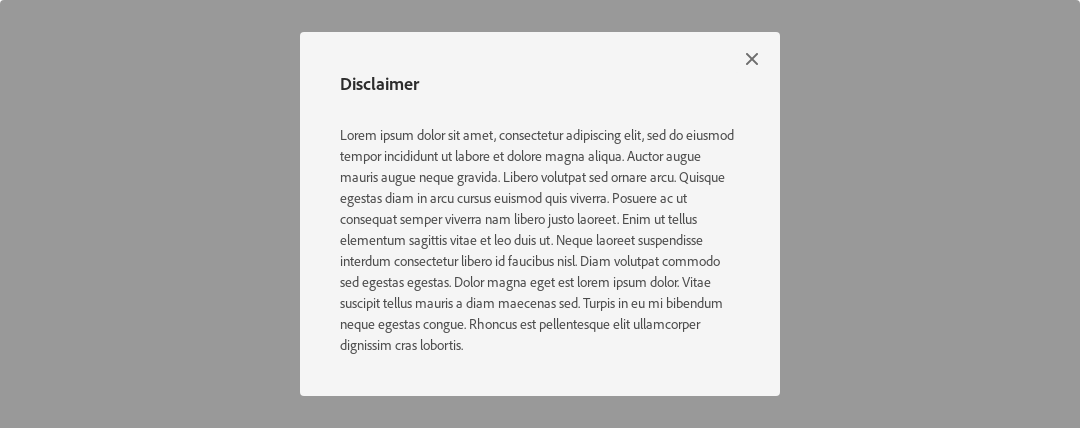 Disclaimer
Lorem ipsum dolor sit amet, consectetur adipiscing elit, sed do eiusmod
tempor incididunt ut labore et dolore magna aliqua. Auctor augue
mauris augue neque gravida. Libero volutpat sed ornare arcu. Quisque
egestas diam in arcu cursus euismod quis viverra. Posuere ac ut
consequat semper viverra nam libero justo laoreet. Enim ut tellus
elementum sagittis vitae et leo duis ut. Neque laoreet suspendisse
interdum consectetur libero id faucibus nisl. Diam volutpat commodo
sed egestas egestas. Dolor magna eget est lorem ipsum dolor. Vitae
suscipit tellus mauris a diam maecenas sed. Turpis in eu mi bibendum
neque egestas congue. Rhoncus est pellentesque elit ullamcorper
dignissim cras lobortis.